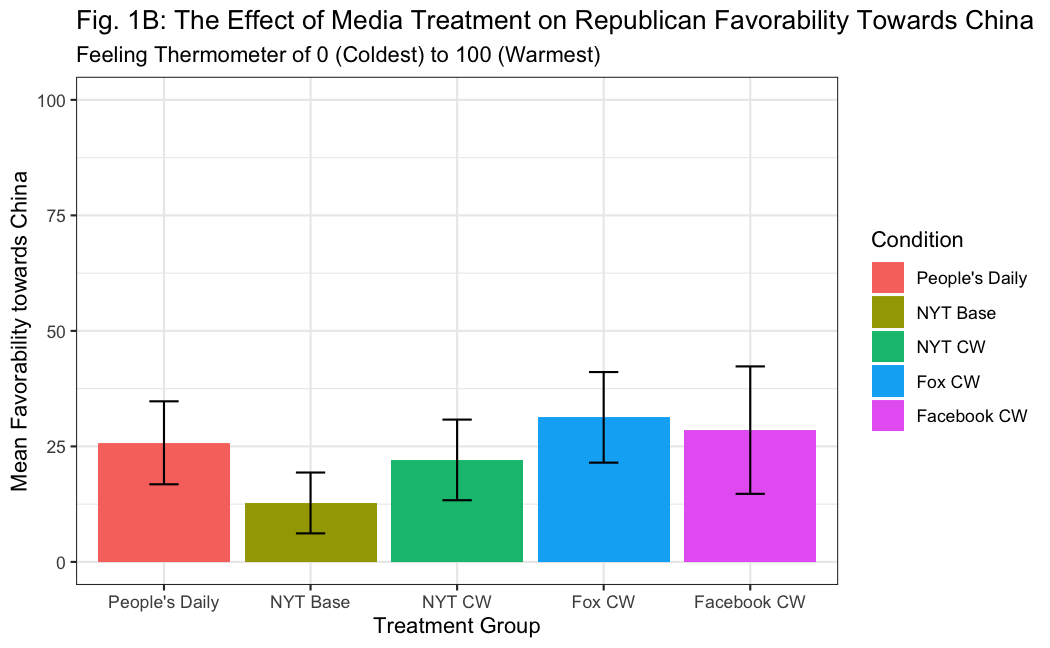 Fig. 1B: The Effect of Media Treatment on Republican Favorability Towards China
Feeling Thermometer of 0 (Coldest) to 100 (Warmest)
Mean Favorability towards China
100
75
50
25
0
People's Daily
NYT Base
NYT CW
Fox CW
Facebook CW
Treatment Group
Condition
People's Daily
NYT Base
NYT CW
Fox CW
Facebook CW